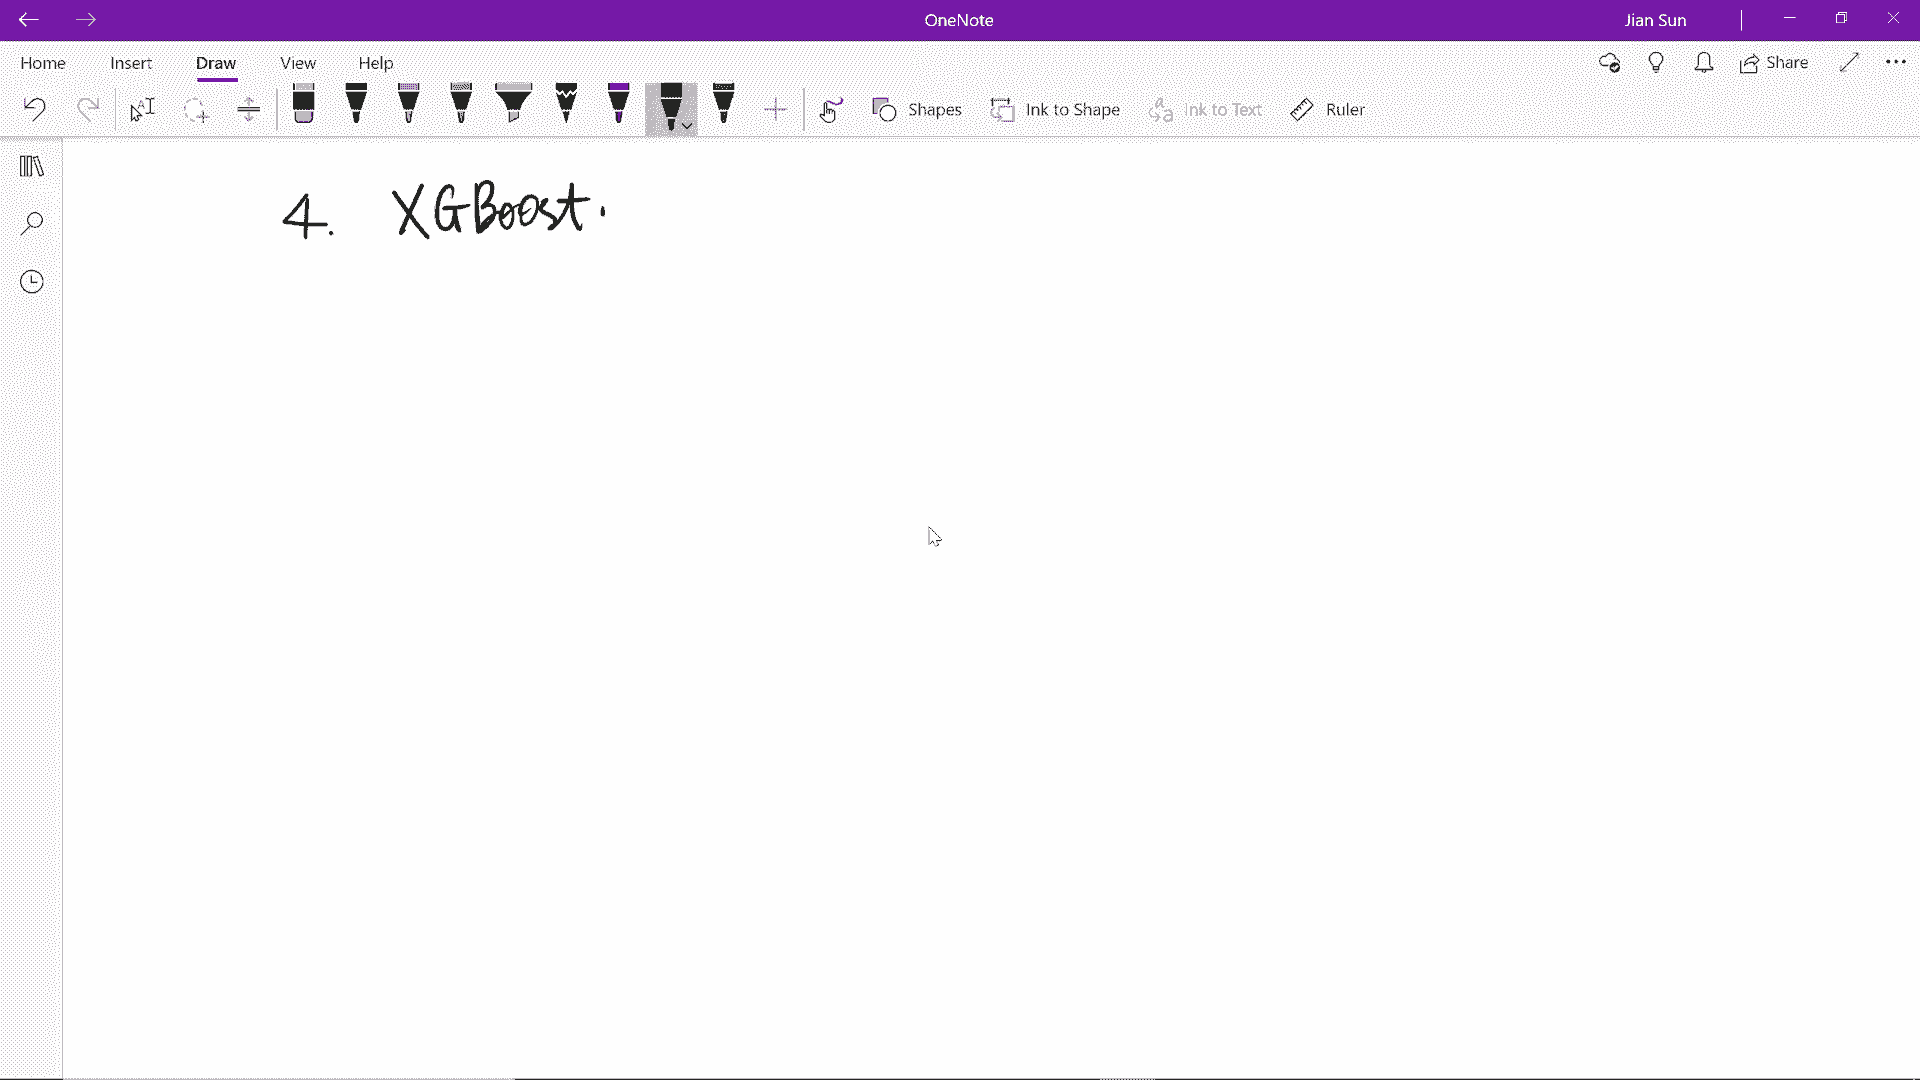 OneNote
Jian Sun
Home Insert Draw View Help
Share
Shapes Ink to Shape Ink to Text Ruler
4. XGBoost.